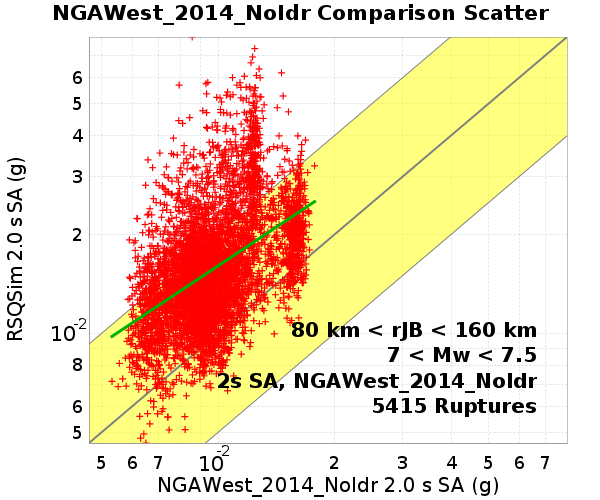 NGAWest_2014_NoIdr Comparison Scatter
RSQSim 2.0 s SA (g)
6
5
4
3
2
10-2
8
6
5
80 km < rJB < 160 km
7 < Mw < 7.5
2s SA, NGAWest_2014_NoIdr
5415 Ruptures
5 6 7 10-2 2 3 4 5 6 7
NGAWest_2014_NoIdr 2.0 s SA (g)